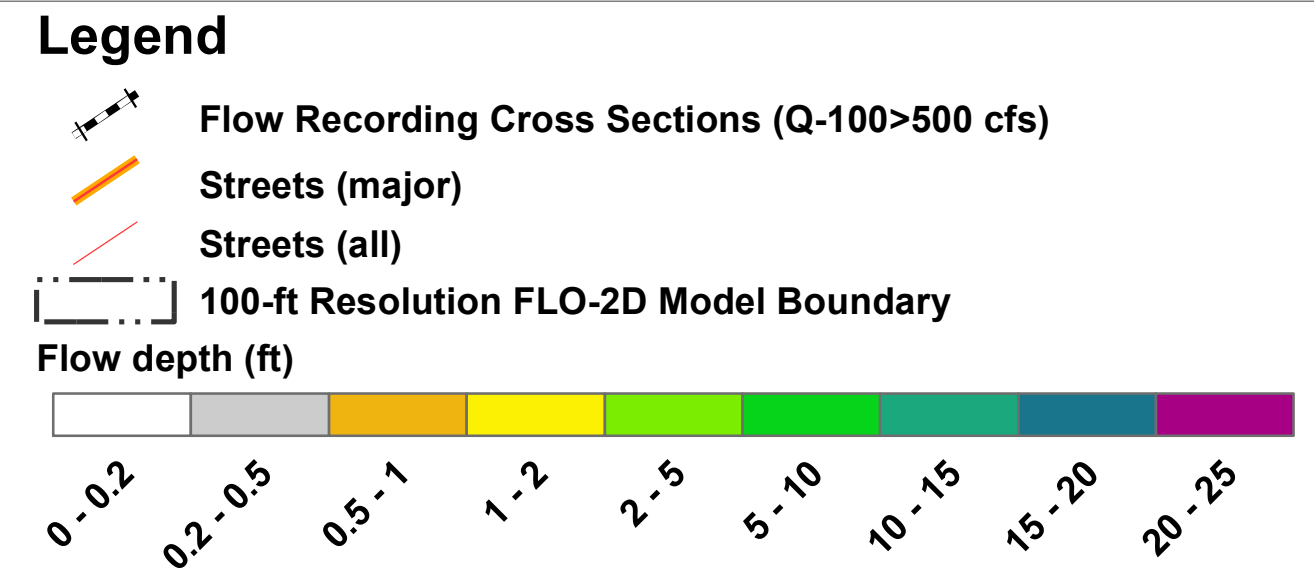 Legend
Flow Recording Cross Sections (Q-100>500 cfs)
Streets (major)
Streets (all)
100-ft Resolution FLO-2D Model Boundary
Flow depth (ft)
0 - 0.2
0.2 - 0.5
0.5 - 1
1 - 2
2 - 5
5 - 10
10 - 15
15 - 20
20 - 25